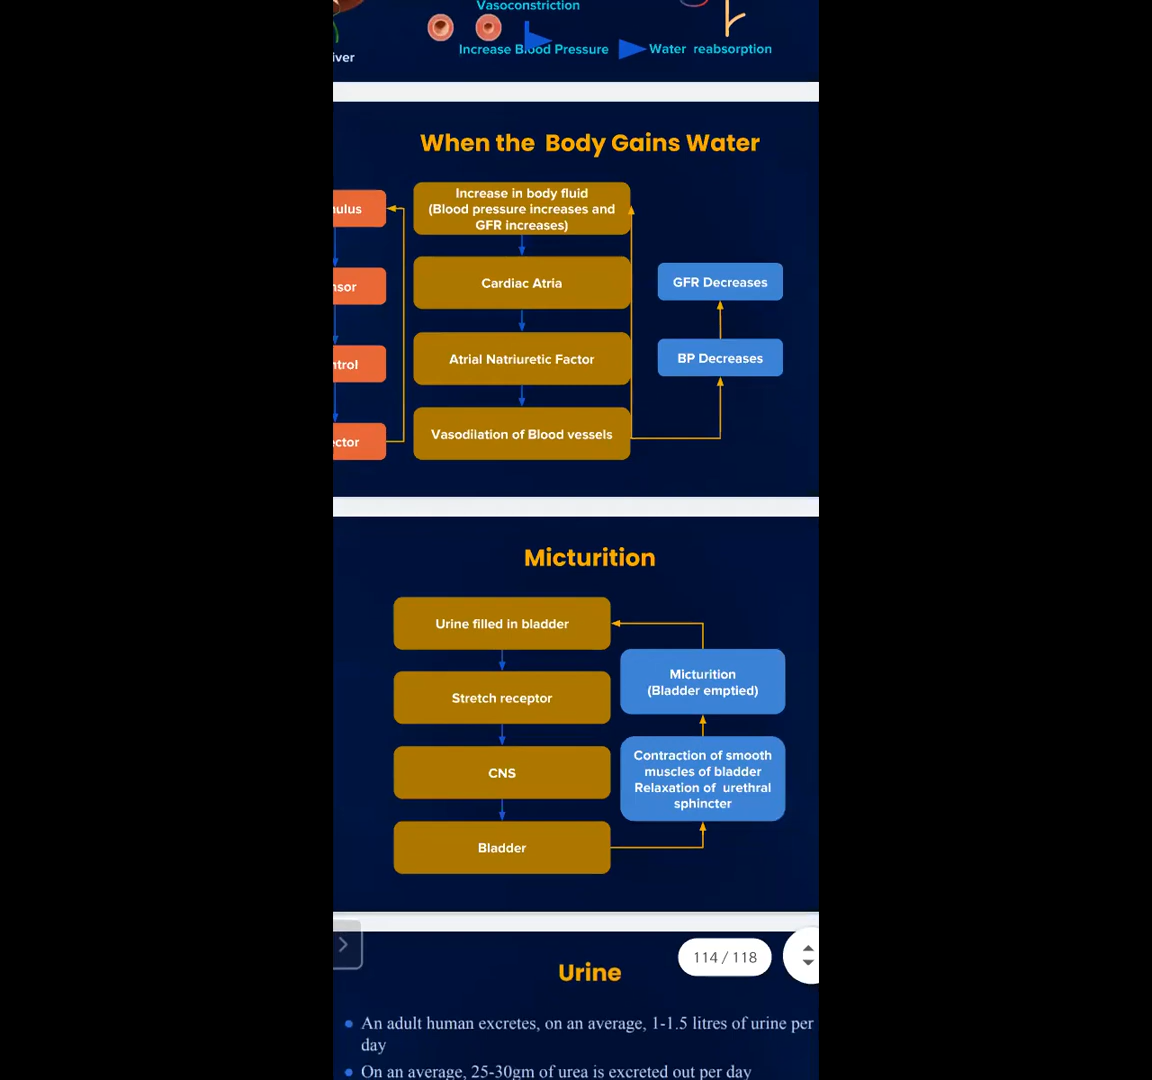 Vasoconstriction
Increase Blood Pressure
Water reabsorption
iver
When the Body Gains Water
ulus
nsor
ntrol
ector
Increase in body fluid
(Blood pressure increases and
GFR increases)
Cardiac Atria
Atrial Natriuretic Factor
Vasodilation of Blood vessels
GFR Decreases
BP Decreases
Micturition
Urine filled in bladder
Stretch receptor
CNS
Bladder
Micturition
(Bladder emptied)
Contraction of smooth
muscles of bladder
Relaxation of urethral
sphincter
114 / 118
Urine
An adult human excretes, on an average, 1-1.5 litres of urine per
day
On an average, 25-30gm of urea is excreted out per day